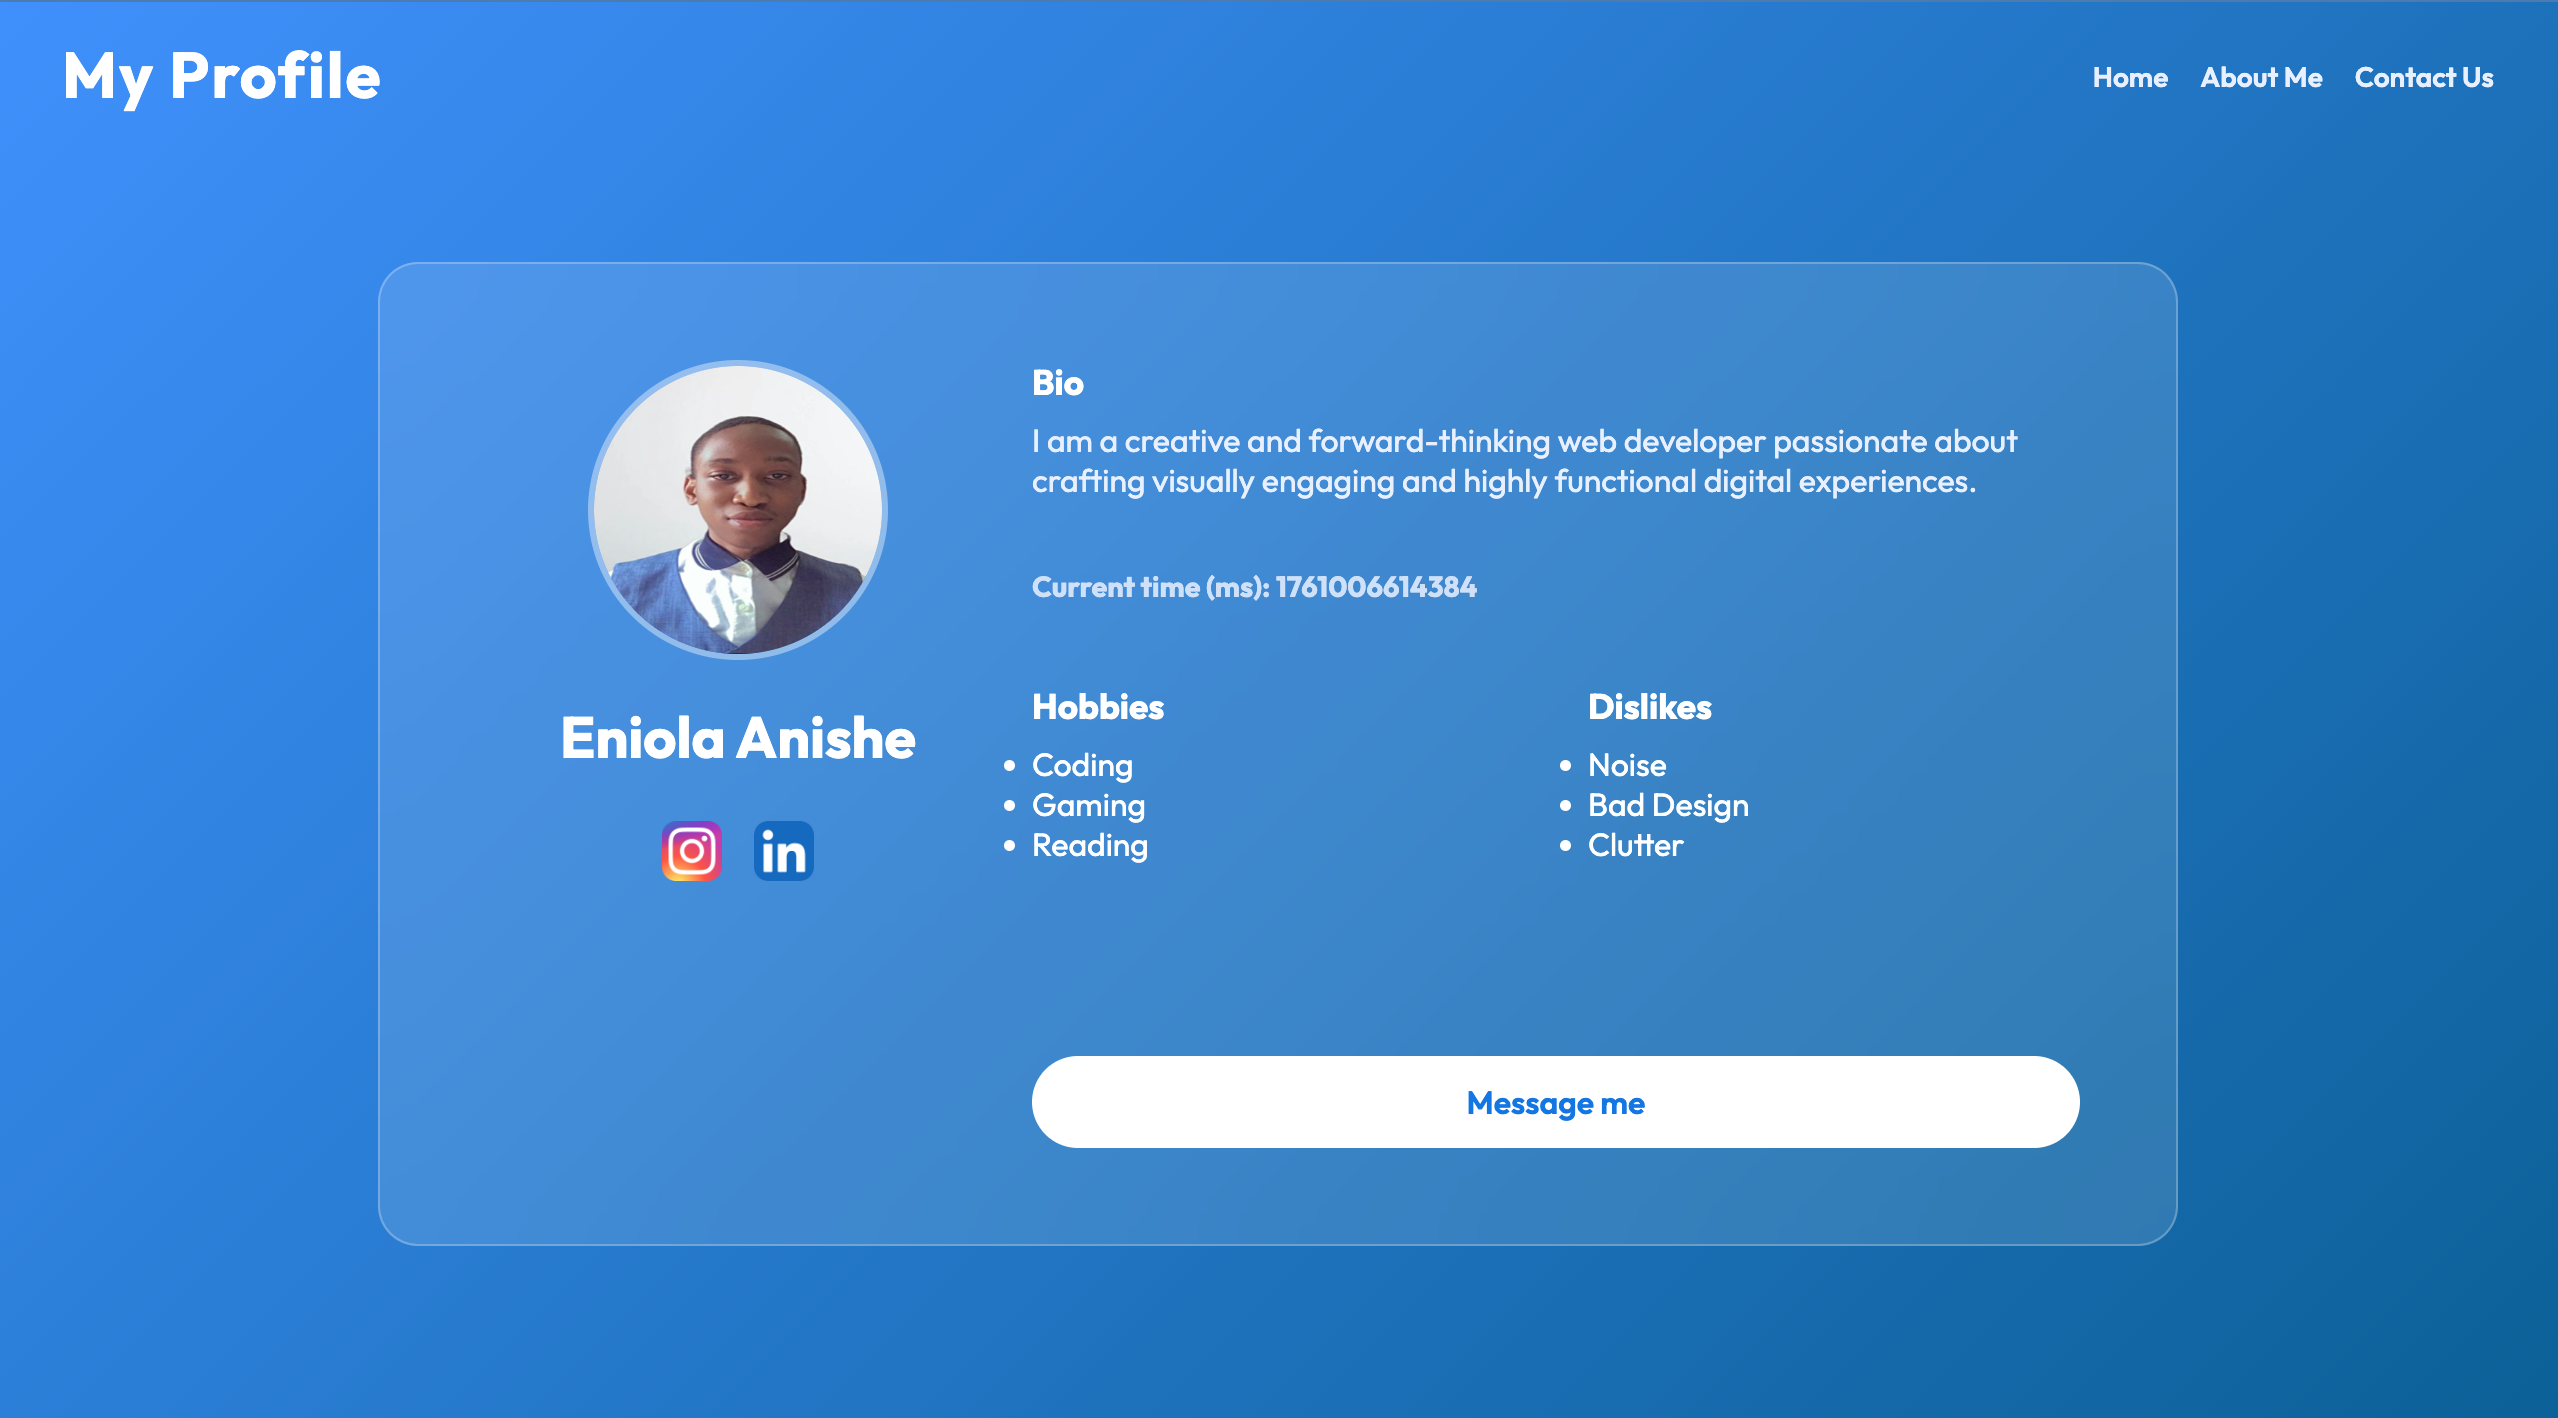 My Profile
Home About Me Contact Us
Bio
I am a creative and forward-thinking web developer passionate about
crafting visually engaging and highly functional digital experiences.
Current time (ms): 1761006614384
Eniola Anishe
in
Hobbies
Coding
Gaming
Reading
Dislikes
Noise
Bad Design
Clutter
Message me